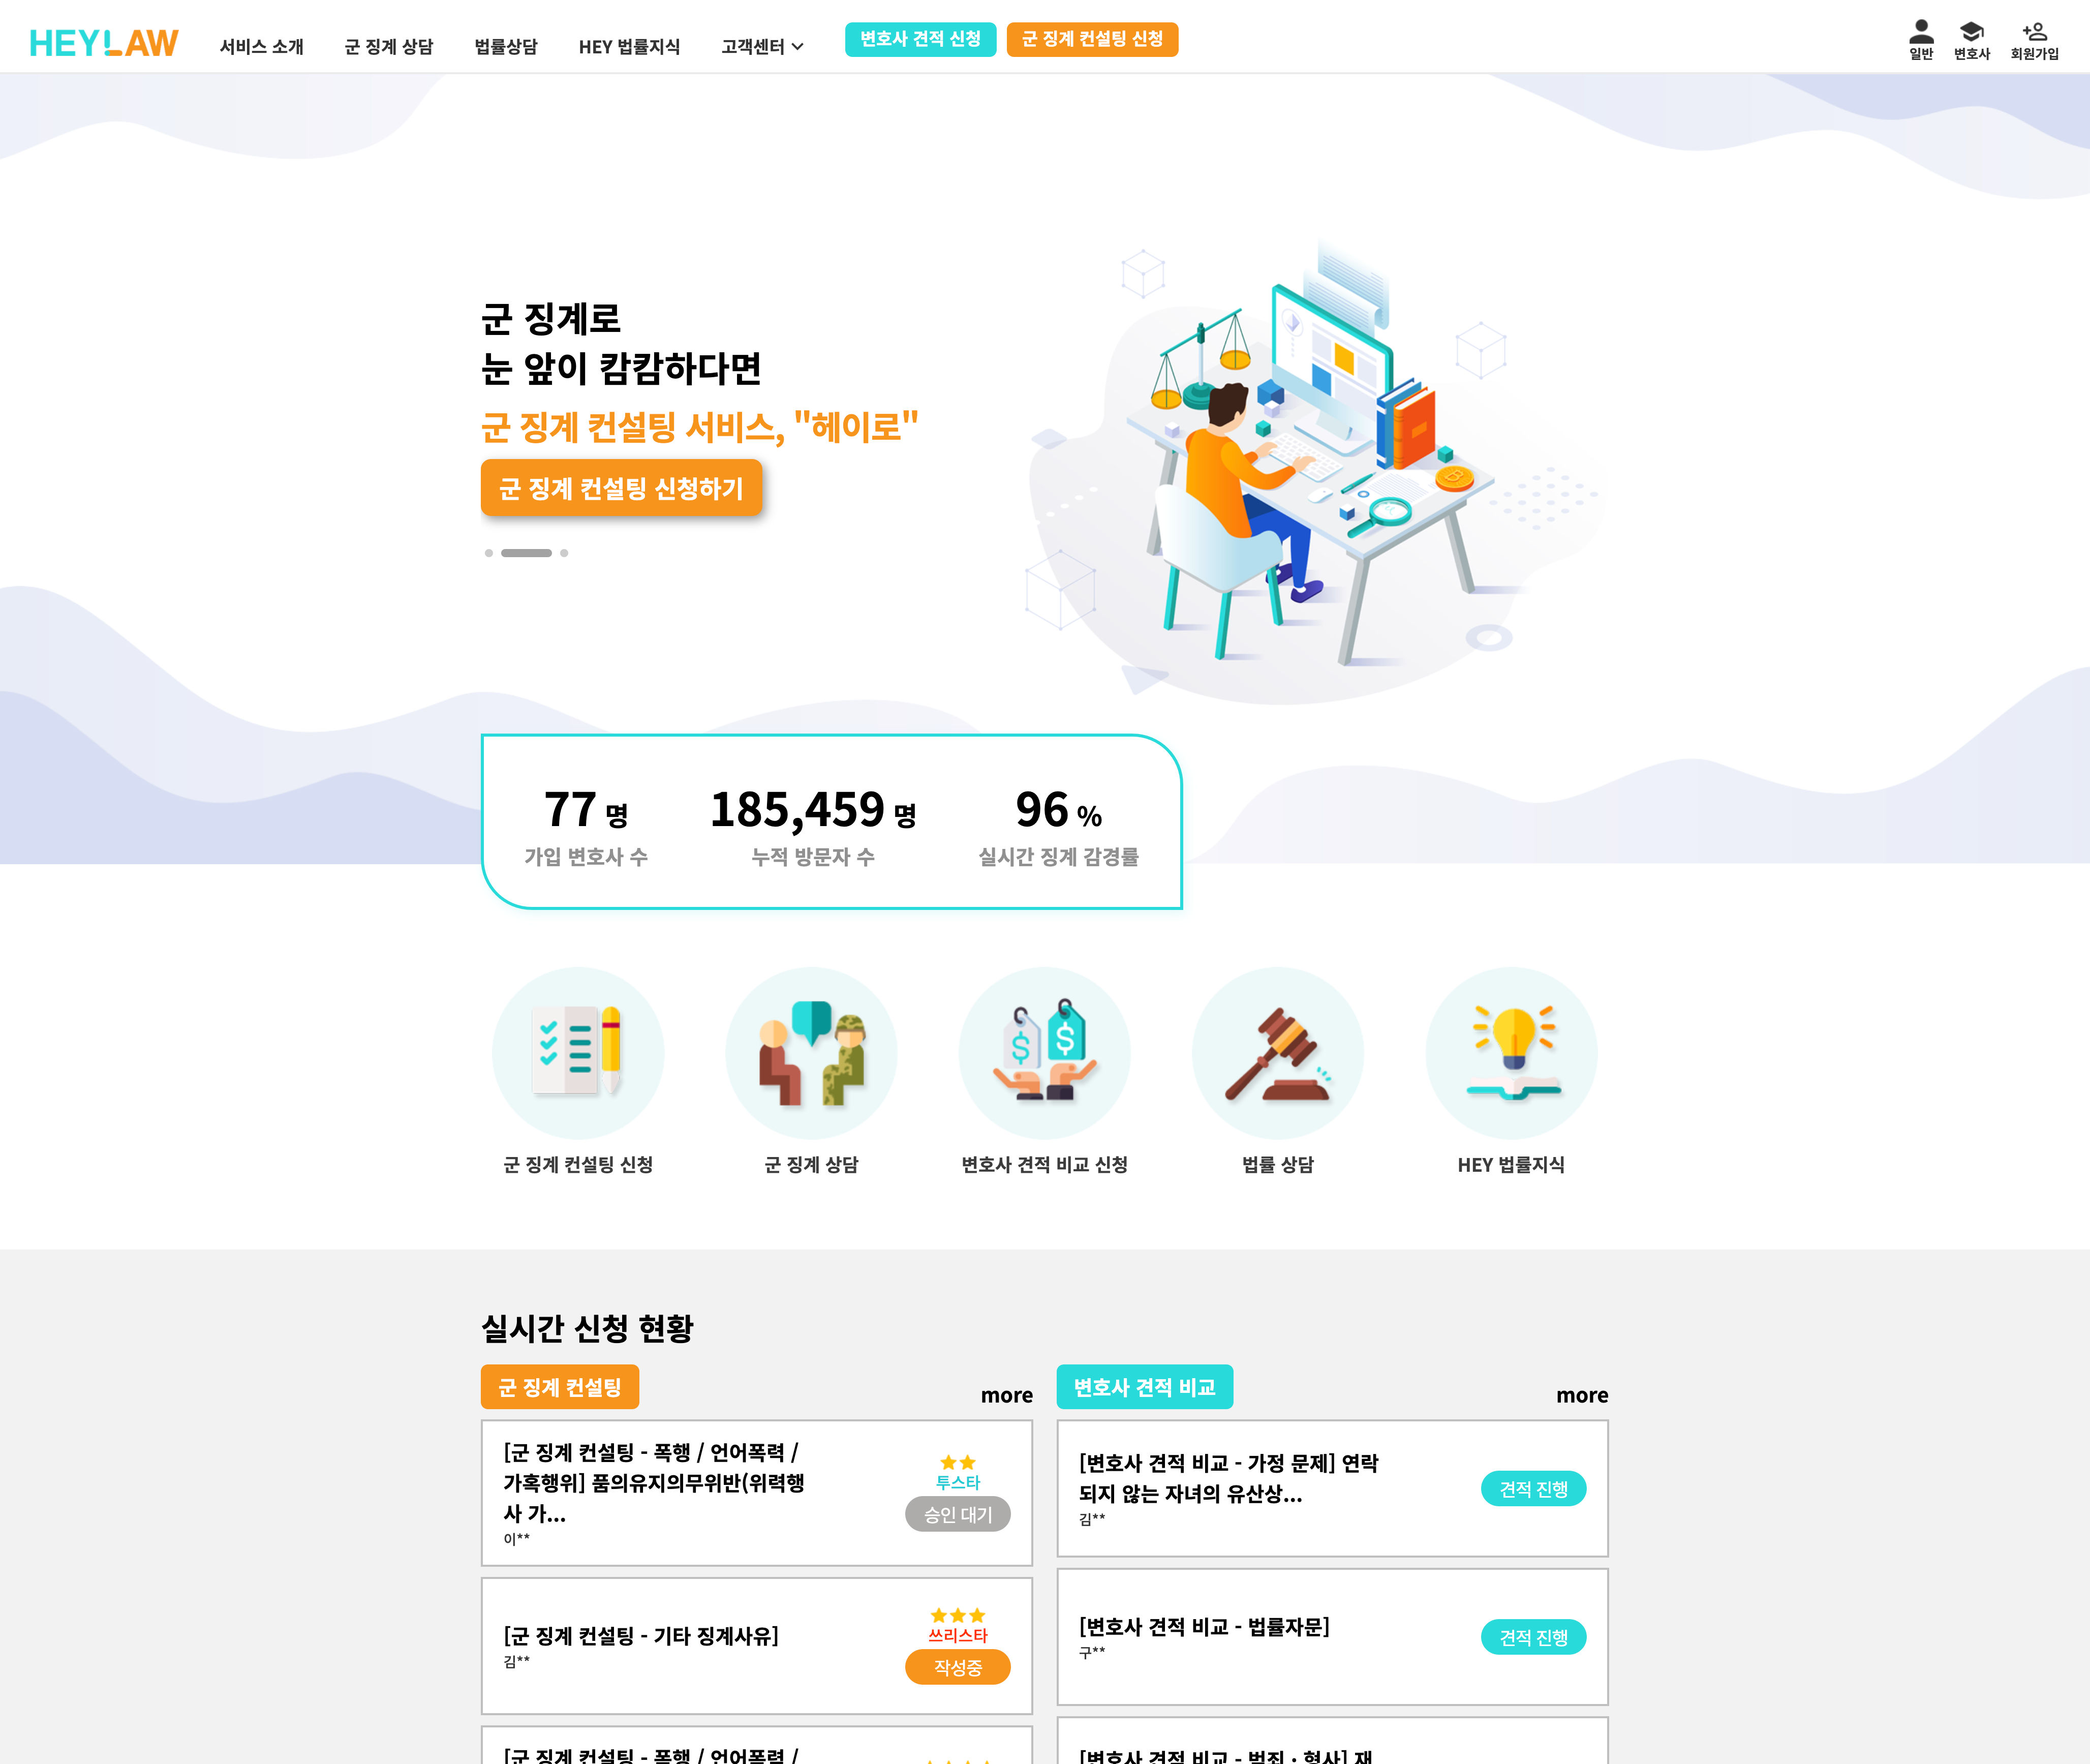 HEYLAW
서비스 소개
군 징계 상담
법률상담
HEY 법률지식
고객센터
변호사 견적 신청
군 징계 컨설팅 신청
일반
변호사
회원가입
군 징계로
눈 앞이 캄캄하다면
군 징계 컨설팅 서비스, "헤이로"
군 징계 컨설팅 신청하기
77 명
가입 변호사 수
185,459 명
누적 방문자 수
96 %
실시간 징계 감경률
군 징계 컨설팅 신청
군 징계 상담
변호사 견적 비교 신청
법률 상담
HEY 법률지식
실시간 신청 현황
군 징계 컨설팅
more
[군 징계 컨설팅 - 폭행 / 언어폭력 /
가혹행위] 품의유지의무위반(위력행
사 가...
이**
투스타
승인 대기
[군 징계 컨설팅 - 기타 징계사유]
김**
쓰리스타
작성중
[군 징계 컨설팅 - 폭행 / 언어폭력 /
변호사 견적 비교
more
[변호사 견적 비교 - 가정 문제] 연락
되지 않는 자녀의 유산상...
김**
견적 진행
[변호사 견적 비교 - 법률자문]
구**
견적 진행
[변호사 견적 비교 - 범죄 · 형사] 재